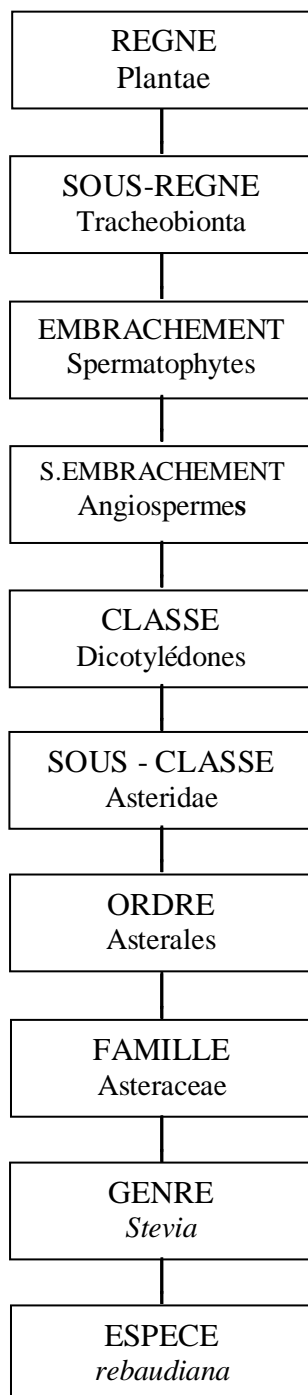 REGNE
Plantae
SOUS-REGNE
Tracheobionta
EMBRACHEMENT
Spermatophytes
S.EMBRACHEMENT
Angiospermes
CLASSE
Dicotylédones
SOUS - CLASSE
Asteridae
ORDRE
Asterales
FAMILLE
Asteraceae
GENRE
Stevia
ESPECE
rebaudiana